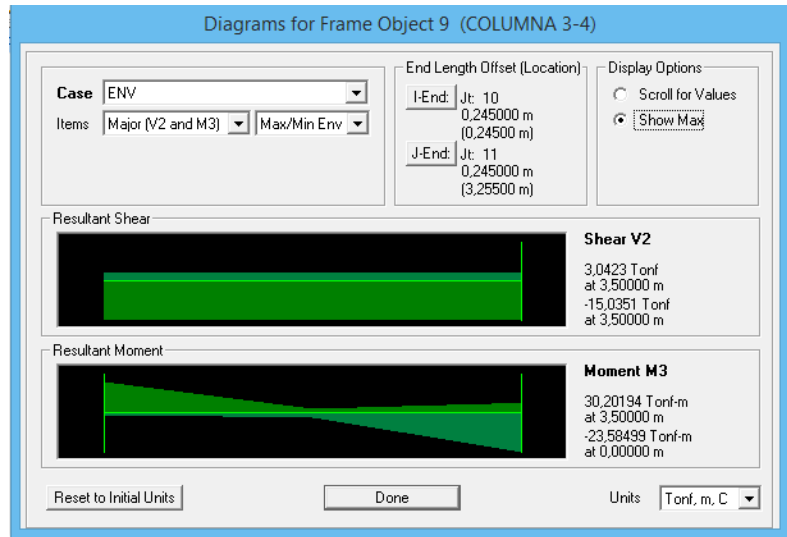 Diagrams for Frame Object 9 (COLUMNA 3-4)
Case ENV
Items Major (V2 and M3) Max/Min Env
End Length Offset (Location)
I-End: Jt: 10
0,245000 m
(0,24500 m)
J-End: Jt: 11
0,245000 m
(3,25500 m)
Display Options
Scroll for Values
Show Max
Resultant Shear
Shear V2
3,0423 Tonf
at 3,50000 m
-15,0351 Tonf
at 3,50000 m
Resultant Moment
Moment M3
30,20194 Tonf-m
at 3,50000 m
-23,58499 Tonf-m
at 0,00000 m
Reset to Initial Units Done Units Tonf, m, C